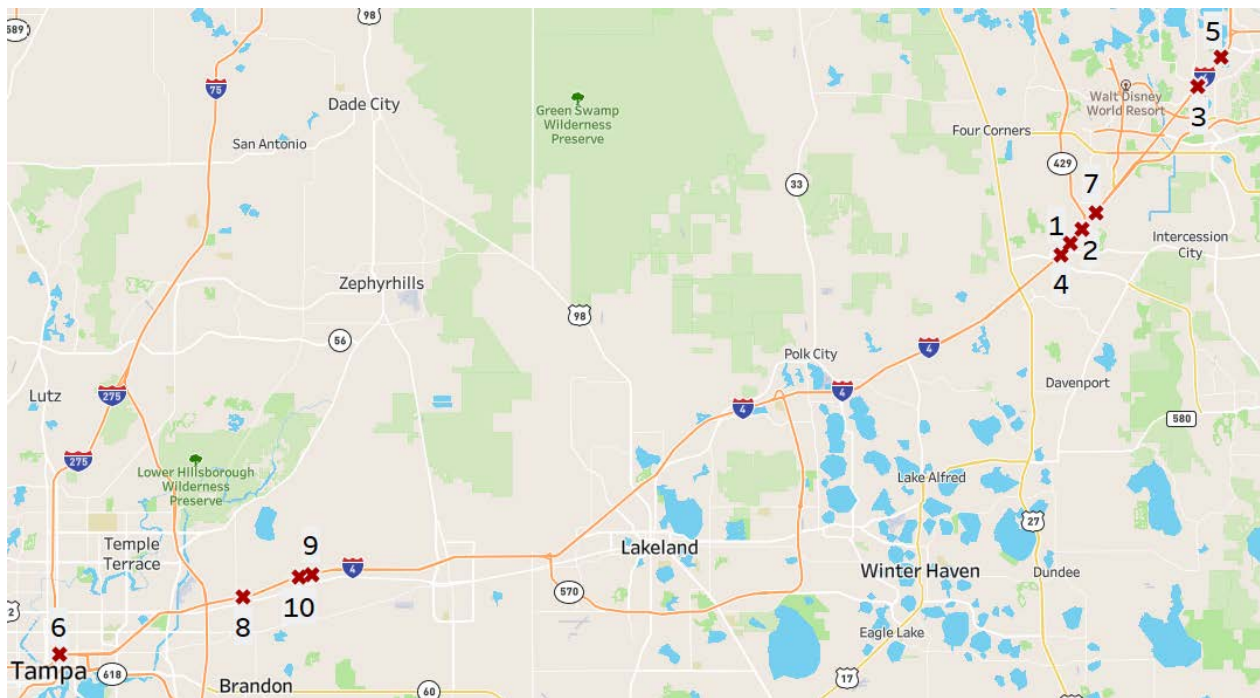 589
98
5
75
Dade City
Green Swamp
Wilderness
Preserve
Walt Disney
World Resort
4
3
San Antonio
Four Corners
429
33
7
1
2
Intercession
City
4
Zephyrhills
98
56
4
Polk City
Davenport
Lutz
275
4
4
580
275
Lower Hillsborough
Wilderness
Preserve
Lake Alfred
27
Temple
Terrace
9
Lakeland
4
Winter Haven
Dundee
10
570
2
6
8
Eagle Lake
Tampa
618
Brandon
60
17